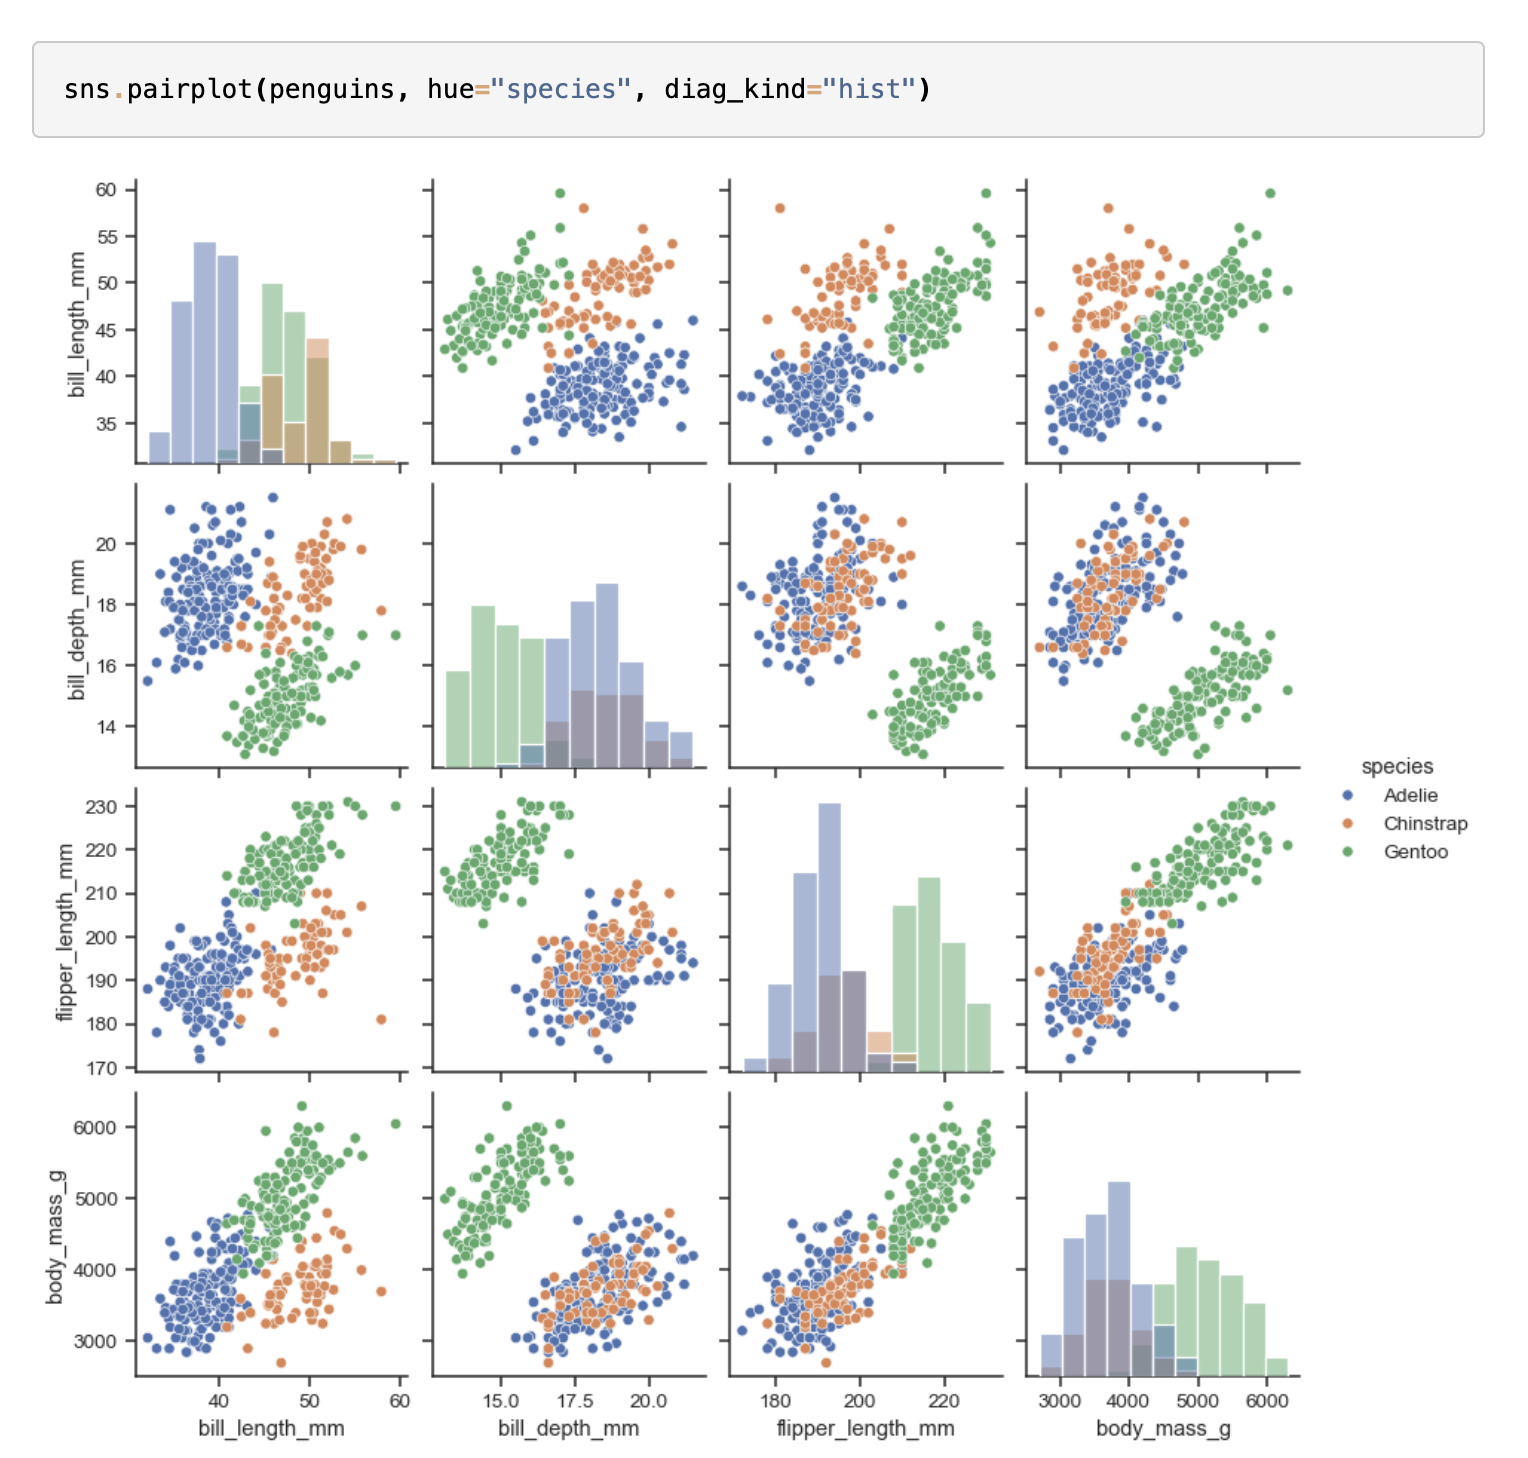 sns.pairplot(penguins, hue="species", diag_kind="hist")
60
55
50
45
40
35
bill_length_mm
20
18
16
14
bill_depth_mm
species
Adelie
Chinstrap
Gentoo
230
220
210
200
190
180
170
flipper_length_mm
6000
5000
4000
3000
body_mass_g
40 50 60 15.0 17.5 20.0 180 200 220 3000 4000 5000 6000
bill_length_mm bill_depth_mm flipper_length_mm body_mass_g